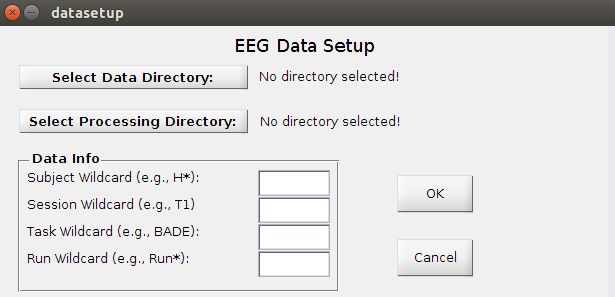 datasetup
EEG Data Setup
Select Data Directory: No directory selected!
Select Processing Directory: No directory selected!
Data Info
Subject Wildcard (e.g., H*):
Session Wildcard (e.g., T1)
Task Wildcard (e.g., BADE):
Run Wildcard (e.g., Run*):
OK
Cancel